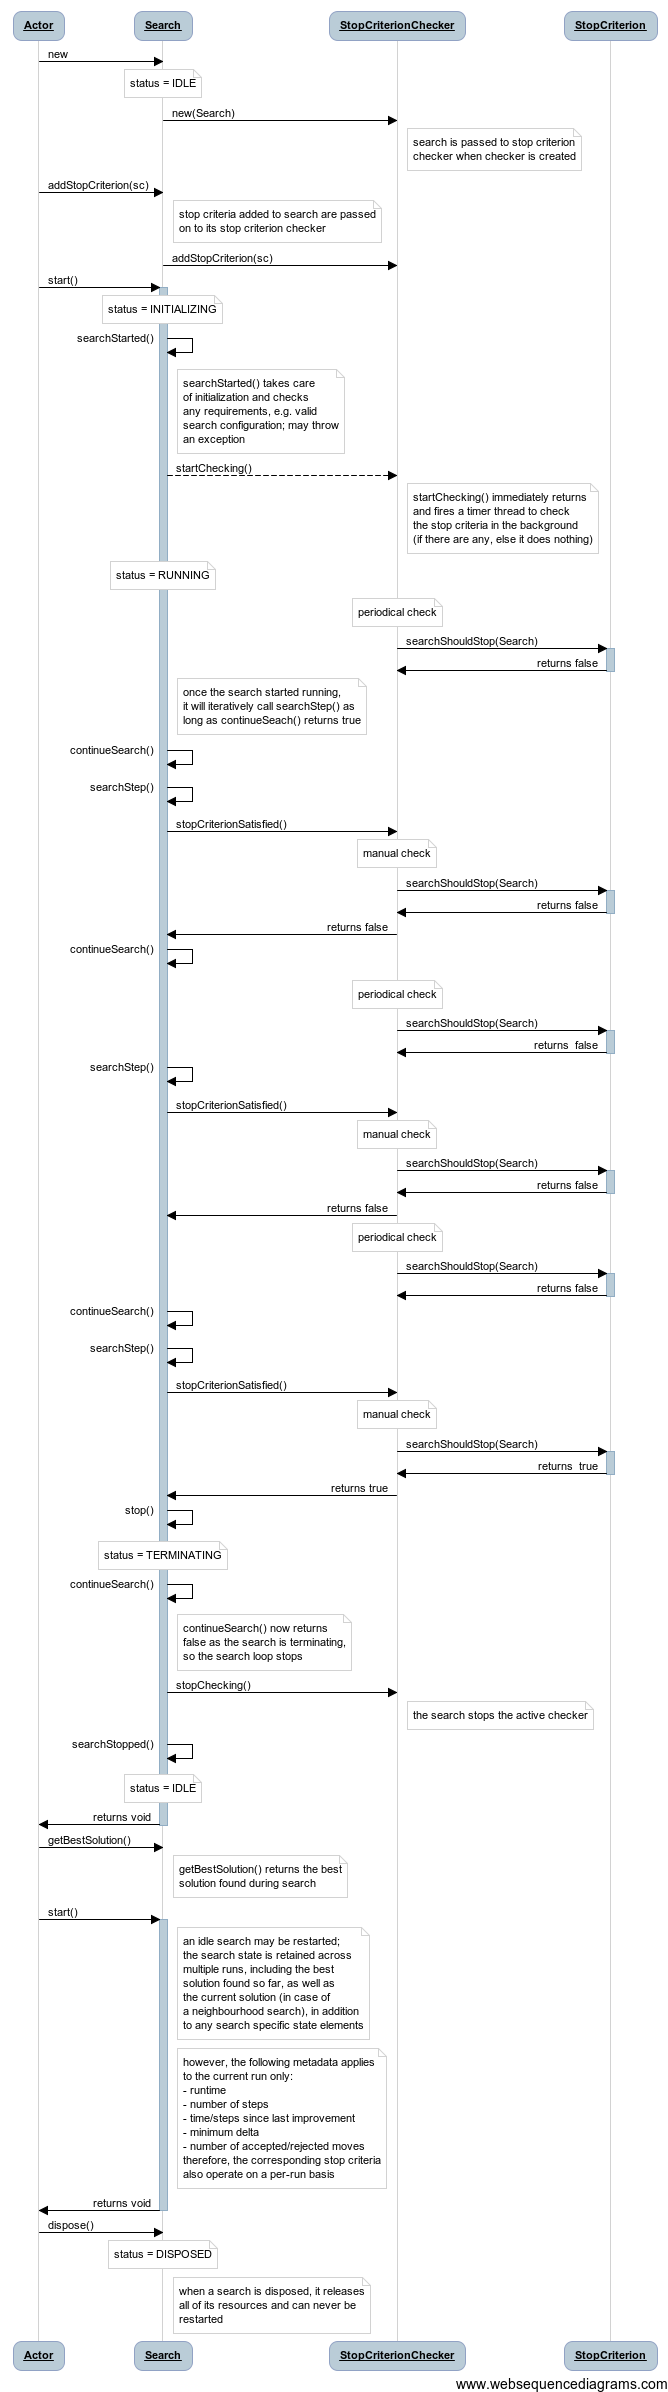 Actor
Search
StopCriterionChecker
StopCriterion
new
status = IDLE
new(Search)
search is passed to stop criterion
checker when checker is created
addStopCriterion(sc)
stop criteria added to search are passed
on to its stop criterion checker
addStopCriterion(sc)
start()
status = INITIALIZING
searchStarted()
searchStarted() takes care
of initialization and checks
any requirements, e.g. valid
search configuration; may throw
an exception
startChecking()
startChecking() immediately returns
and fires a timer thread to check
the stop criteria in the background
(if there are any, else it does nothing)
status = RUNNING
periodical check
searchShouldStop(Search)
returns false
once the search started running,
it will iteratively call searchStep() as
long as continueSeach() returns true
continueSearch()
searchStep()
stopCriterionSatisfied()
manual check
searchShouldStop(Search)
returns false
returns false
continueSearch()
periodical check
searchShouldStop(Search)
returns  false
searchStep()
stopCriterionSatisfied()
manual check
searchShouldStop(Search)
returns false
returns false
periodical check
searchShouldStop(Search)
returns false
continueSearch()
searchStep()
stopCriterionSatisfied()
manual check
searchShouldStop(Search)
returns  true
returns true
stop()
status = TERMINATING
continueSearch()
continueSearch() now returns
false as the search is terminating,
so the search loop stops
stopChecking()
the search stops the active checker
searchStopped()
status = IDLE
returns void
getBestSolution()
getBestSolution() returns the best
solution found during search
start()
an idle search may be restarted;
the search state is retained across
multiple runs, including the best
solution found so far, as well as
the current solution (in case of
a neighbourhood search), in addition
to any search specific state elements
however, the following metadata applies
to the current run only:
- runtime
- number of steps
- time/steps since last improvement
- minimum delta
- number of accepted/rejected moves
therefore, the corresponding stop criteria
also operate on a per-run basis
returns void
dispose()
status = DISPOSED
when a search is disposed, it releases
all of its resources and can never be
restarted
Actor
Search
StopCriterionChecker
StopCriterion
www.websequencediagrams.com